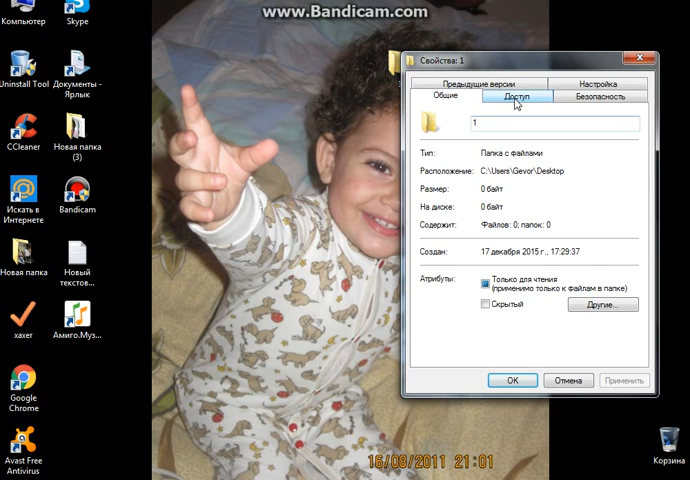 www.Bandicam.com
Компьютер
Skype
Uninstall Tool
Документы - Ярлык
CCleaner
Новая папка (3)
Искать в Интернете
Bandicam
Новая папка
Новый текстов...
xaxer
Амиго.Муз...
Google Chrome
Avast Free Antivirus
Корзина
Свойства: 1
Предыдущие версии
Настройка
Общие
Доступ
Безопасность
1
Тип:
Папка с файлами
Расположение:
C:\Users\Gevor\Desktop
Размер:
0 байт
На диске:
0 байт
Содержит:
Файлов: 0; папок: 0
Создан:
17 декабря 2015 г., 17:29:37
Атрибуты:
Только для чтения
(применимо только к файлам в папке)
Скрытый
Другие...
OK
Отмена
Применить
16/08/2011 21:01